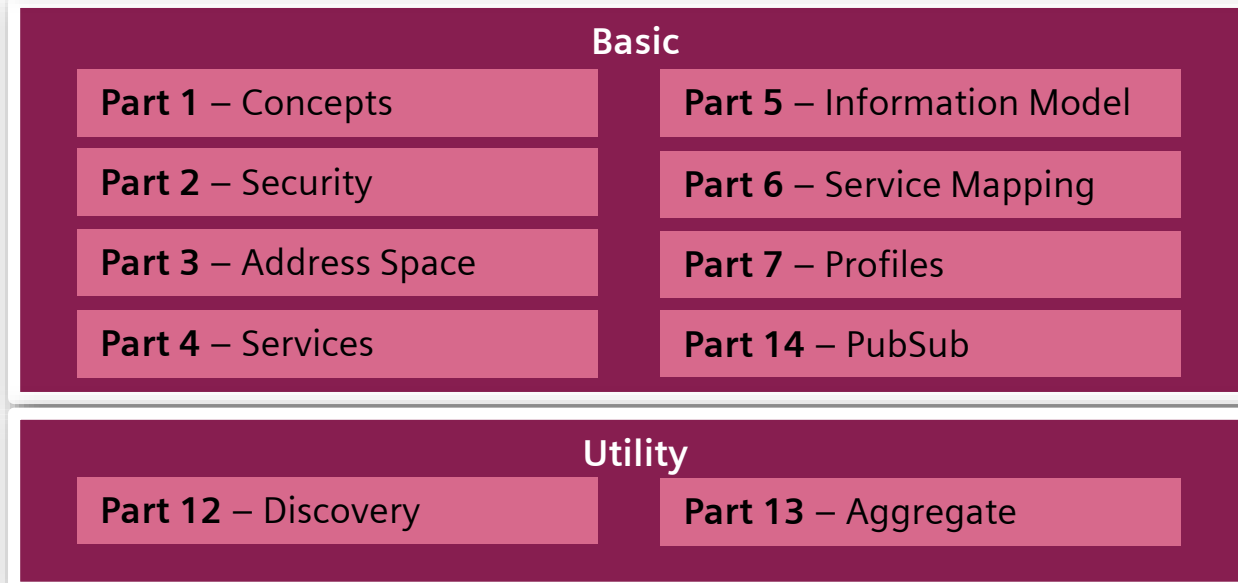 Basic
Part 1 – Concepts
Part 2 – Security
Part 3 – Address Space
Part 4 – Services
Part 5 – Information Model
Part 6 – Service Mapping
Part 7 – Profiles
Part 14 – PubSub
Utility
Part 12 – Discovery
Part 13 – Aggregate